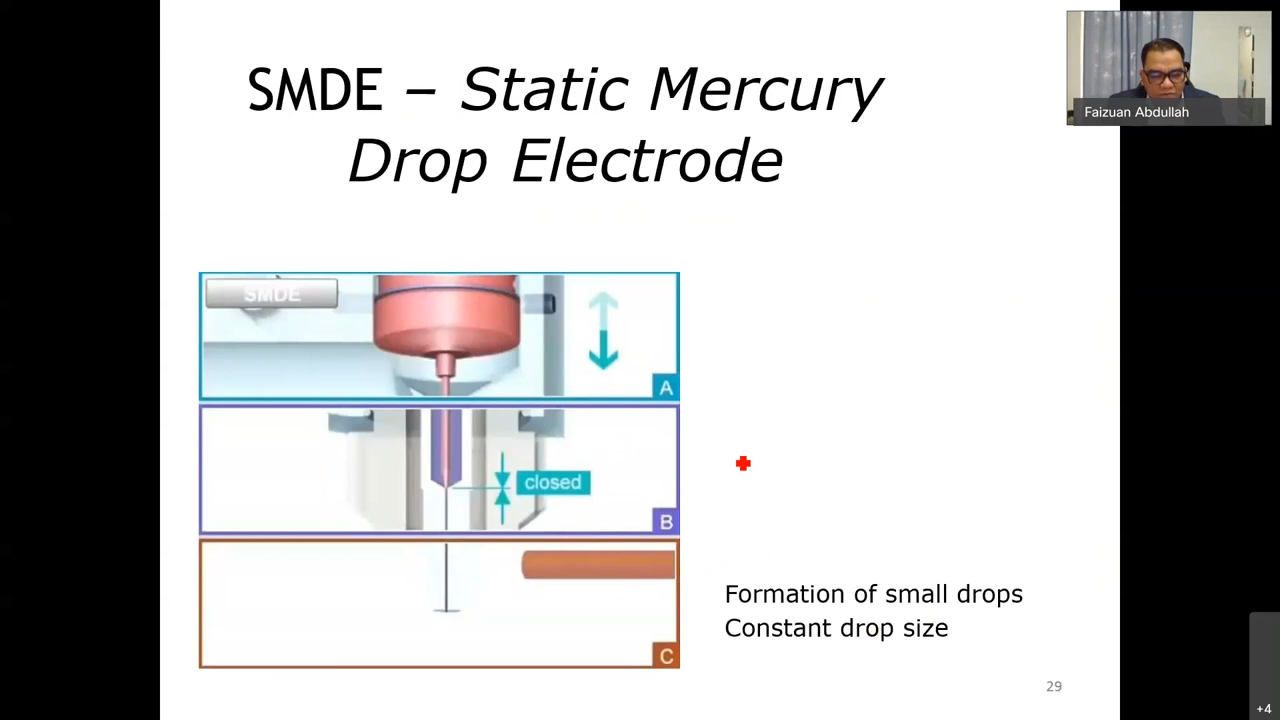 SMDE – Static Mercury
Drop Electrode
Faizuan Abdullah
SMDE
A
closed
B
C
Formation of small drops
Constant drop size
29
+4